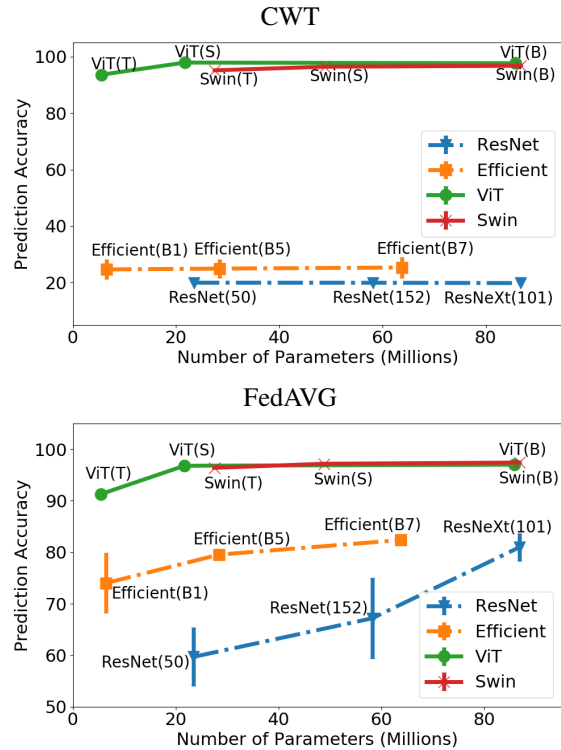 CWT
Prediction Accuracy
100
80
60
40
20
0
ViT(T)
ViT(S)
ViT(B)
Swin(T)
Swin(S)
Swin(B)
ResNet
Efficient
ViT
Swin
Efficient(B1)
Efficient(B5)
Efficient(B7)
ResNet(50)
ResNet(152)
ResNeXt(101)
20
40
60
80
Number of Parameters (Millions)
FedAVG
Prediction Accuracy
100
90
80
70
60
50
ViT(T)
ViT(S)
ViT(B)
Swin(T)
Swin(S)
Swin(B)
Efficient(B1)
Efficient(B5)
Efficient(B7)
ResNeXt(101)
ResNet(152)
ResNet(50)
ResNet
Efficient
ViT
Swin
0
20
40
60
80
Number of Parameters (Millions)